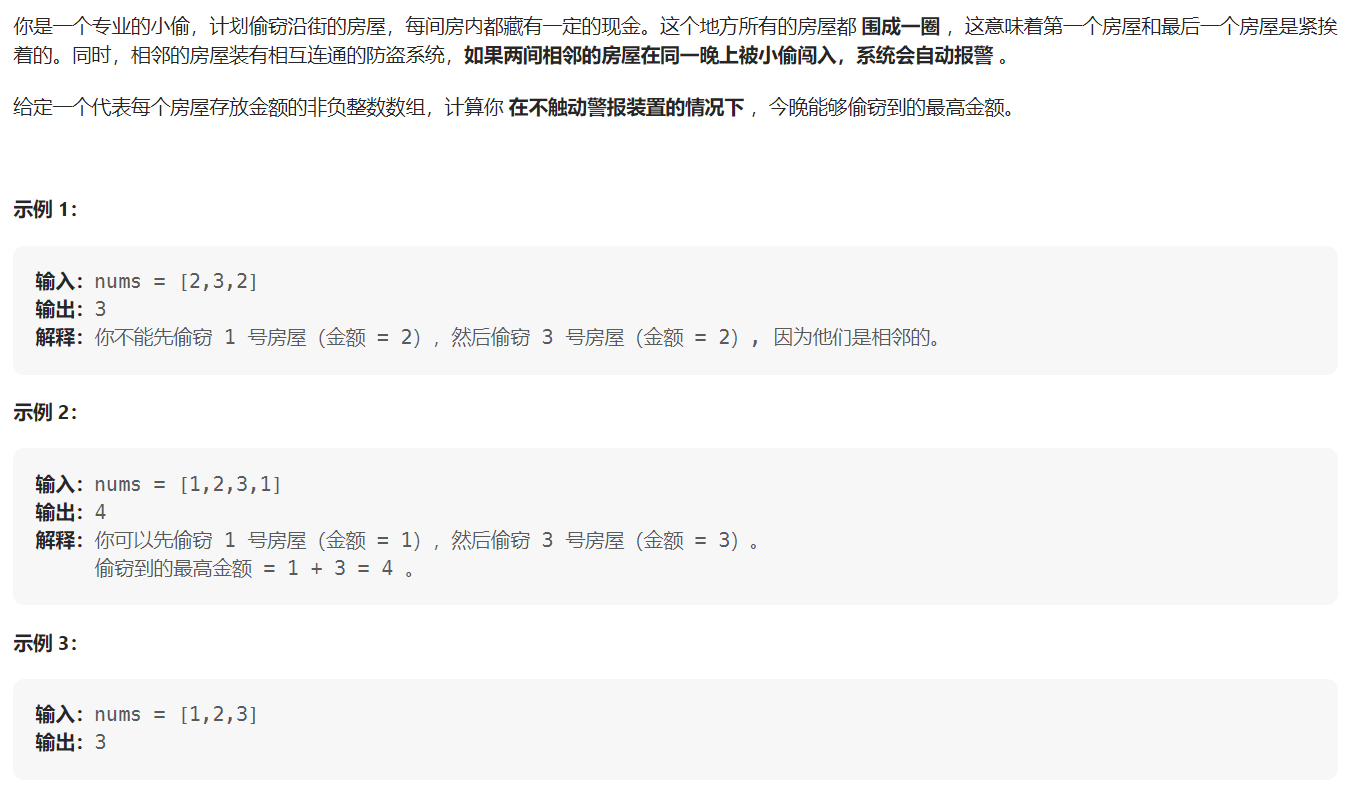 你是一个专业的小偷，计划偷窃沿街的房屋，每间房内都藏有一定的现金。这个地方所有的房屋都 围成一圈 ，这意味着第一个房屋和最后一个房屋是紧挨
着的。同时，相邻的房屋装有相互连通的防盗系统，如果两间相邻的房屋在同一晚上被小偷闯入，系统会自动报警 。
给定一个代表每个房屋存放金额的非负整数数组，计算你 在不触动警报装置的情况下 ，今晚能够偷窃到的最高金额。
示例 1：
输入：nums = [2,3,2]
输出：3
解释：你不能先偷窃 1 号房屋（金额 = 2），然后偷窃 3 号房屋（金额 = 2）, 因为他们是相邻的。
示例 2：
输入：nums = [1,2,3,1]
输出：4
解释：你可以先偷窃 1 号房屋（金额 = 1），然后偷窃 3 号房屋（金额 = 3）。
偷窃到的最高金额 = 1 + 3 = 4 。
示例 3：
输入：nums = [1,2,3]
输出：3